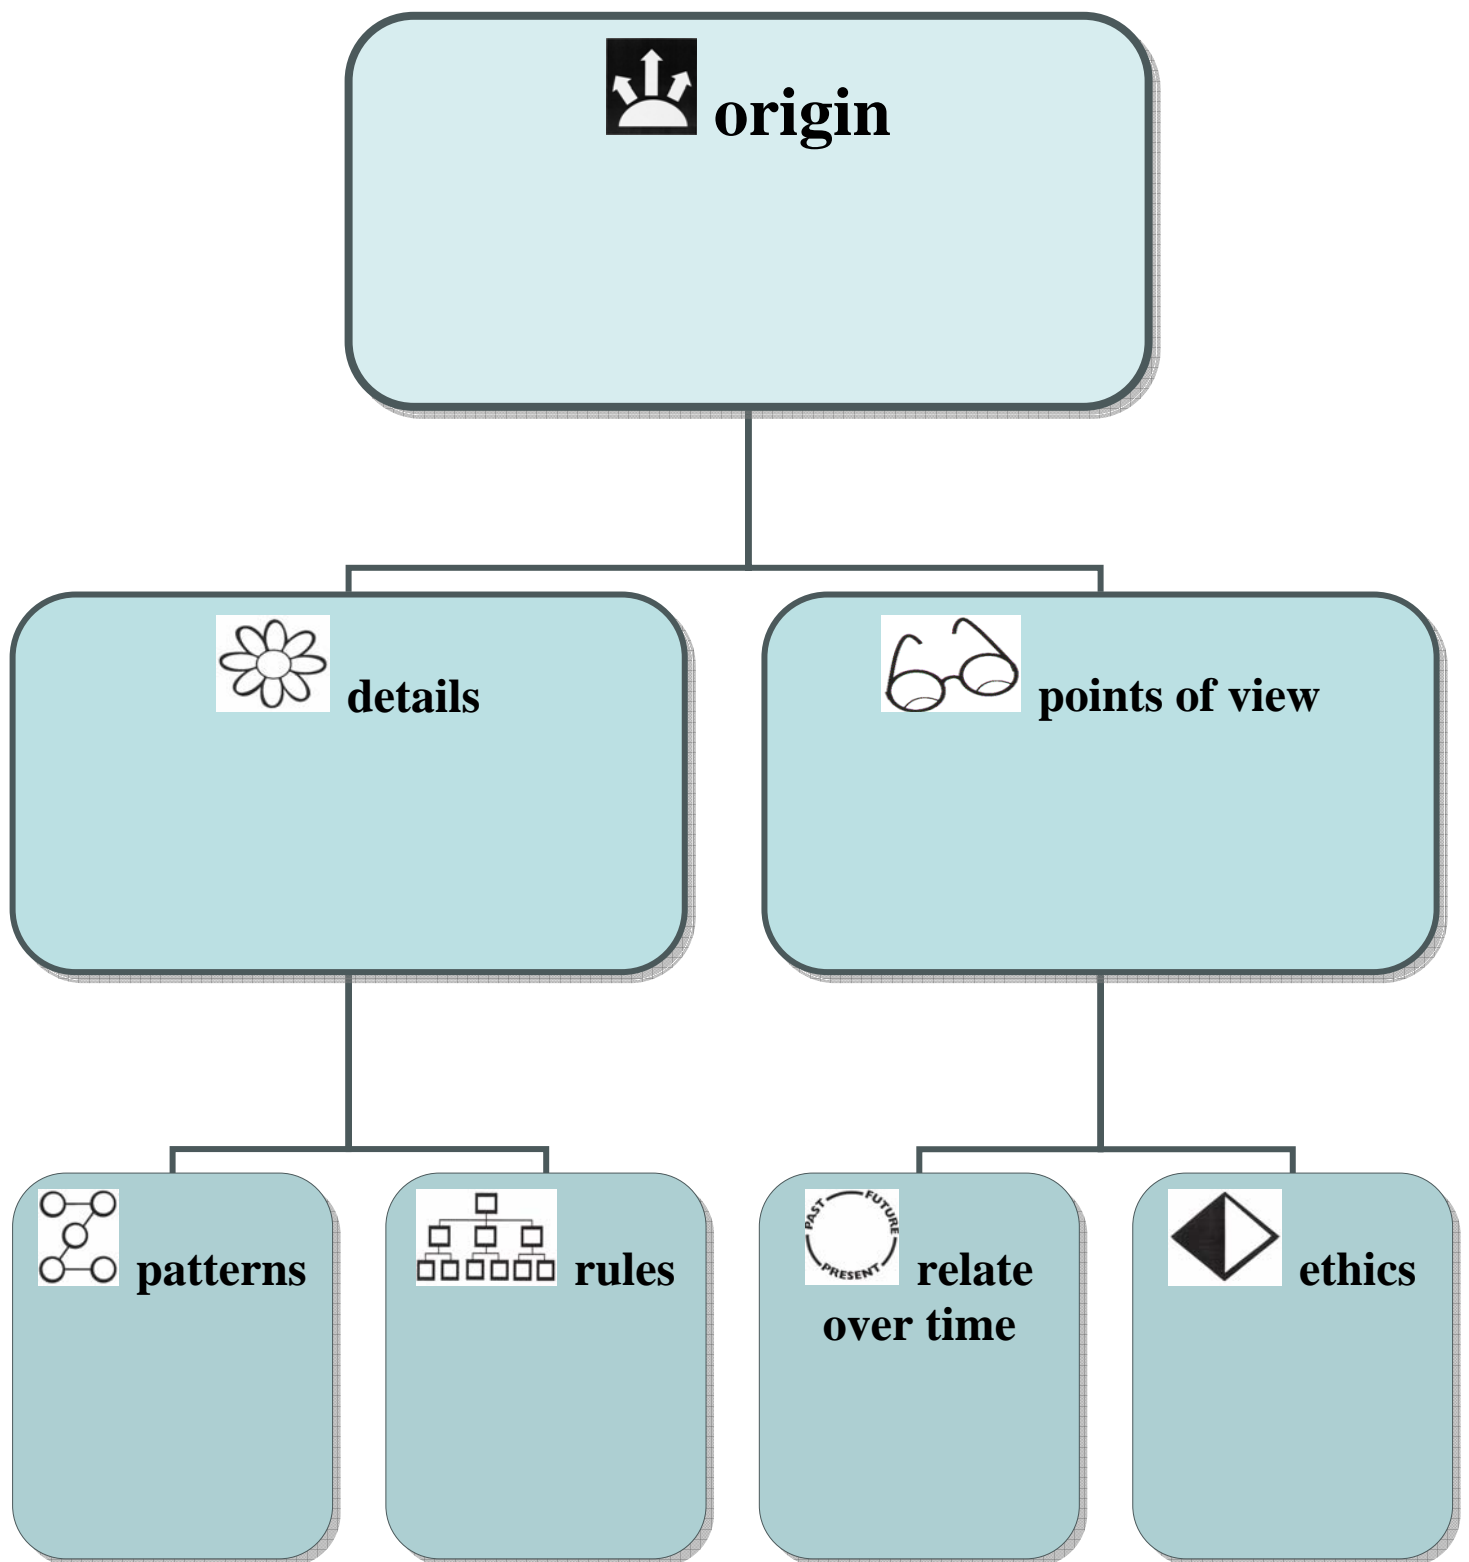 origin
details
points of view
patterns
rules
PAST
FUTURE
PRESENT
relate
over time
ethics